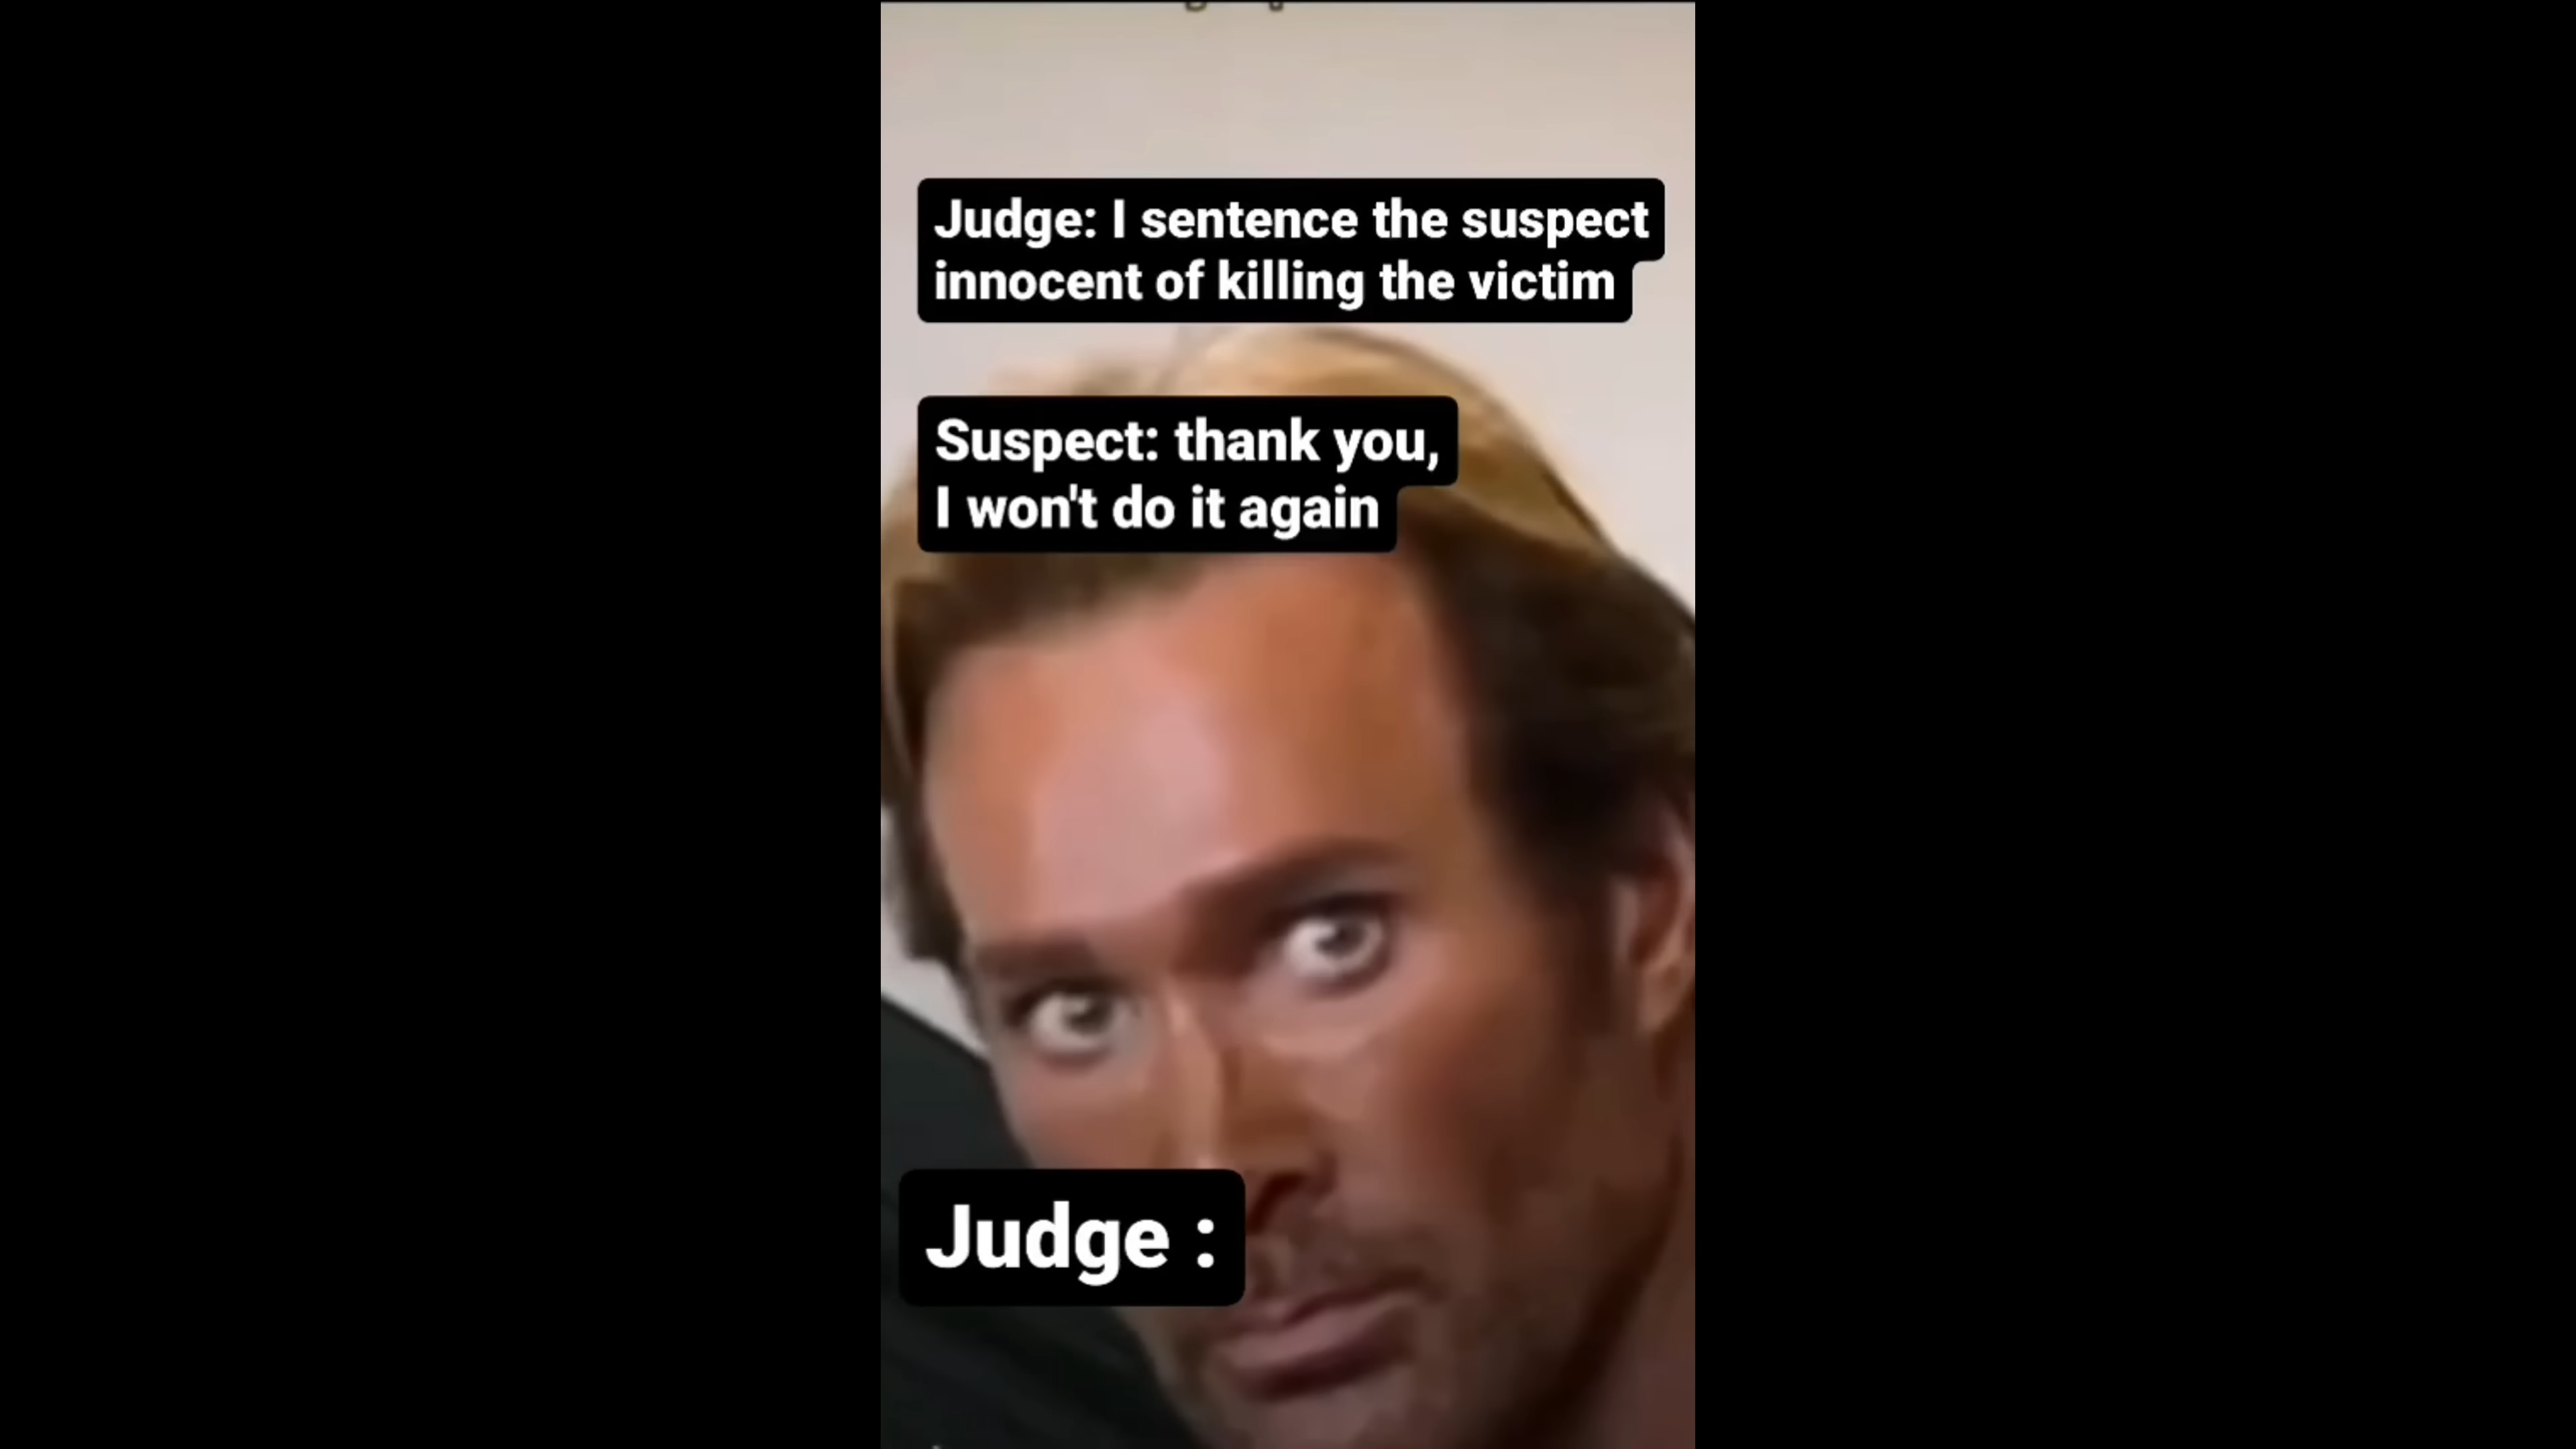 Judge: I sentence the suspect
innocent of killing the victim
Suspect: thank you,
I won't do it again
Judge :